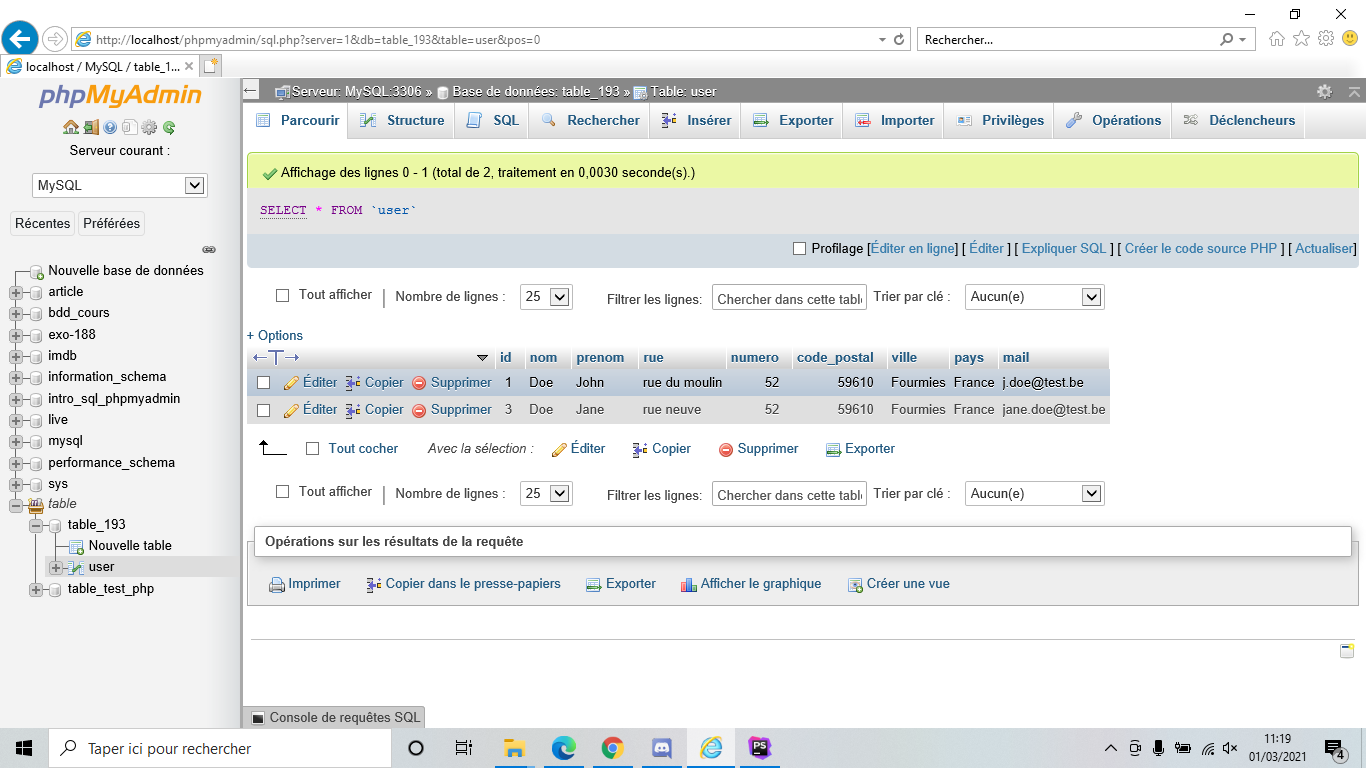 http://localhost/phpmyadmin/sql.php?server=1&db=table_193&table=user&pos=0
Rechercher...
localhost / MySQL / table_1...
phpMyAdmin
Serveur courant :
MySQL
Récentes
Préférées
Nouvelle base de données
article
bdd_cours
exo-188
imdb
information_schema
intro_sql_phpmyadmin
live
mysql
performance_schema
sys
table
table_193
Nouvelle table
user
table_test_php
Serveur: MySQL:3306 » Base de données: table_193 » Table: user
Parcourir Structure SQL Rechercher Insérer Exporter Importer Privilèges Opérations Déclencheurs
Affichage des lignes 0 - 1 (total de 2, traitement en 0,0030 seconde(s).)
SELECT * FROM `user`
Profilage [Éditer en ligne] [ Éditer ] [ Expliquer SQL ] [ Créer le code source PHP ] [ Actualiser]
Tout afficher | Nombre de lignes : 25 Filtrer les lignes: Chercher dans cette tabl Trier par clé : Aucun(e)
+ Options
←T→ id nom prenom rue numero code_postal ville pays mail
Éditer Copier Supprimer 1 Doe John rue du moulin 52 59610 Fourmies France j.doe@test.be
Éditer Copier Supprimer 3 Doe Jane rue neuve 52 59610 Fourmies France jane.doe@test.be
Tout cocher Avec la sélection : Éditer Copier Supprimer Exporter
Tout afficher | Nombre de lignes : 25 Filtrer les lignes: Chercher dans cette tabl Trier par clé : Aucun(e)
Opérations sur les résultats de la requête
Imprimer Copier dans le presse-papiers Exporter Afficher le graphique Créer une vue
Console de requêtes SQL
Taper ici pour rechercher
PS
11:19
01/03/2021
4